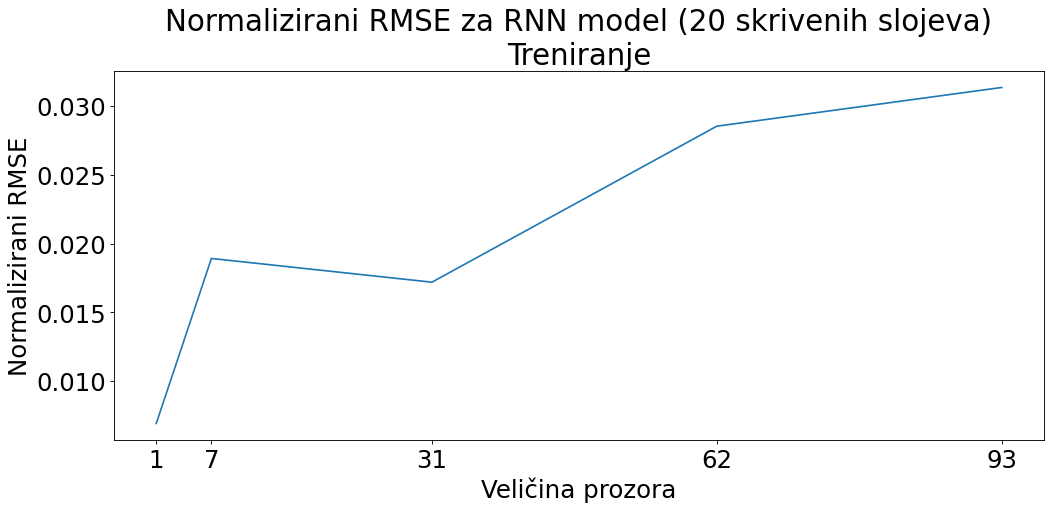 Normalizirani RMSE za RNN model (20 skrivenih slojeva)
Treniranje
Normalizirani RMSE
0.030
0.025
0.020
0.015
0.010
1 7 31 62 93
Veličina prozora